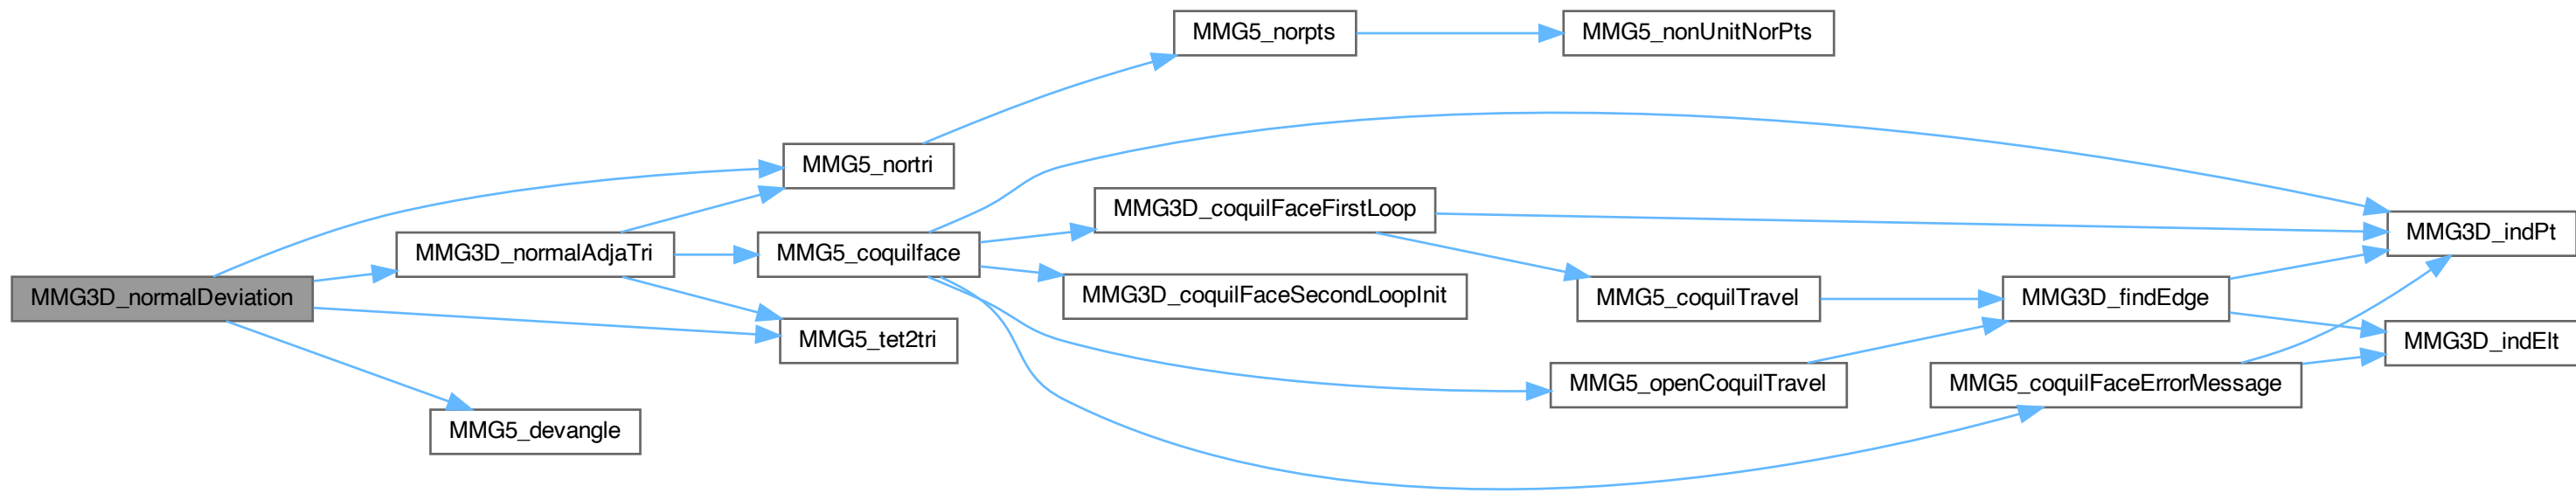 MMG5_norpts
MMG5_nonUnitNorPts
MMG5_nortri
MMG3D_coquilFaceFirstLoop
MMG3D_normalAdjaTri
MMG5_coquilface
MMG3D_indPt
MMG3D_normalDeviation
MMG3D_coquilFaceSecondLoopInit
MMG5_coquilTravel
MMG3D_findEdge
MMG5_tet2tri
MMG3D_indElt
MMG5_openCoquilTravel
MMG5_coquilFaceErrorMessage
MMG5_devangle